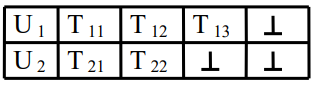 U₁ T₁₁ T₁₂ T₁₃ ⊥
U₂ T₂₁ T₂₂ ⊥ ⊥